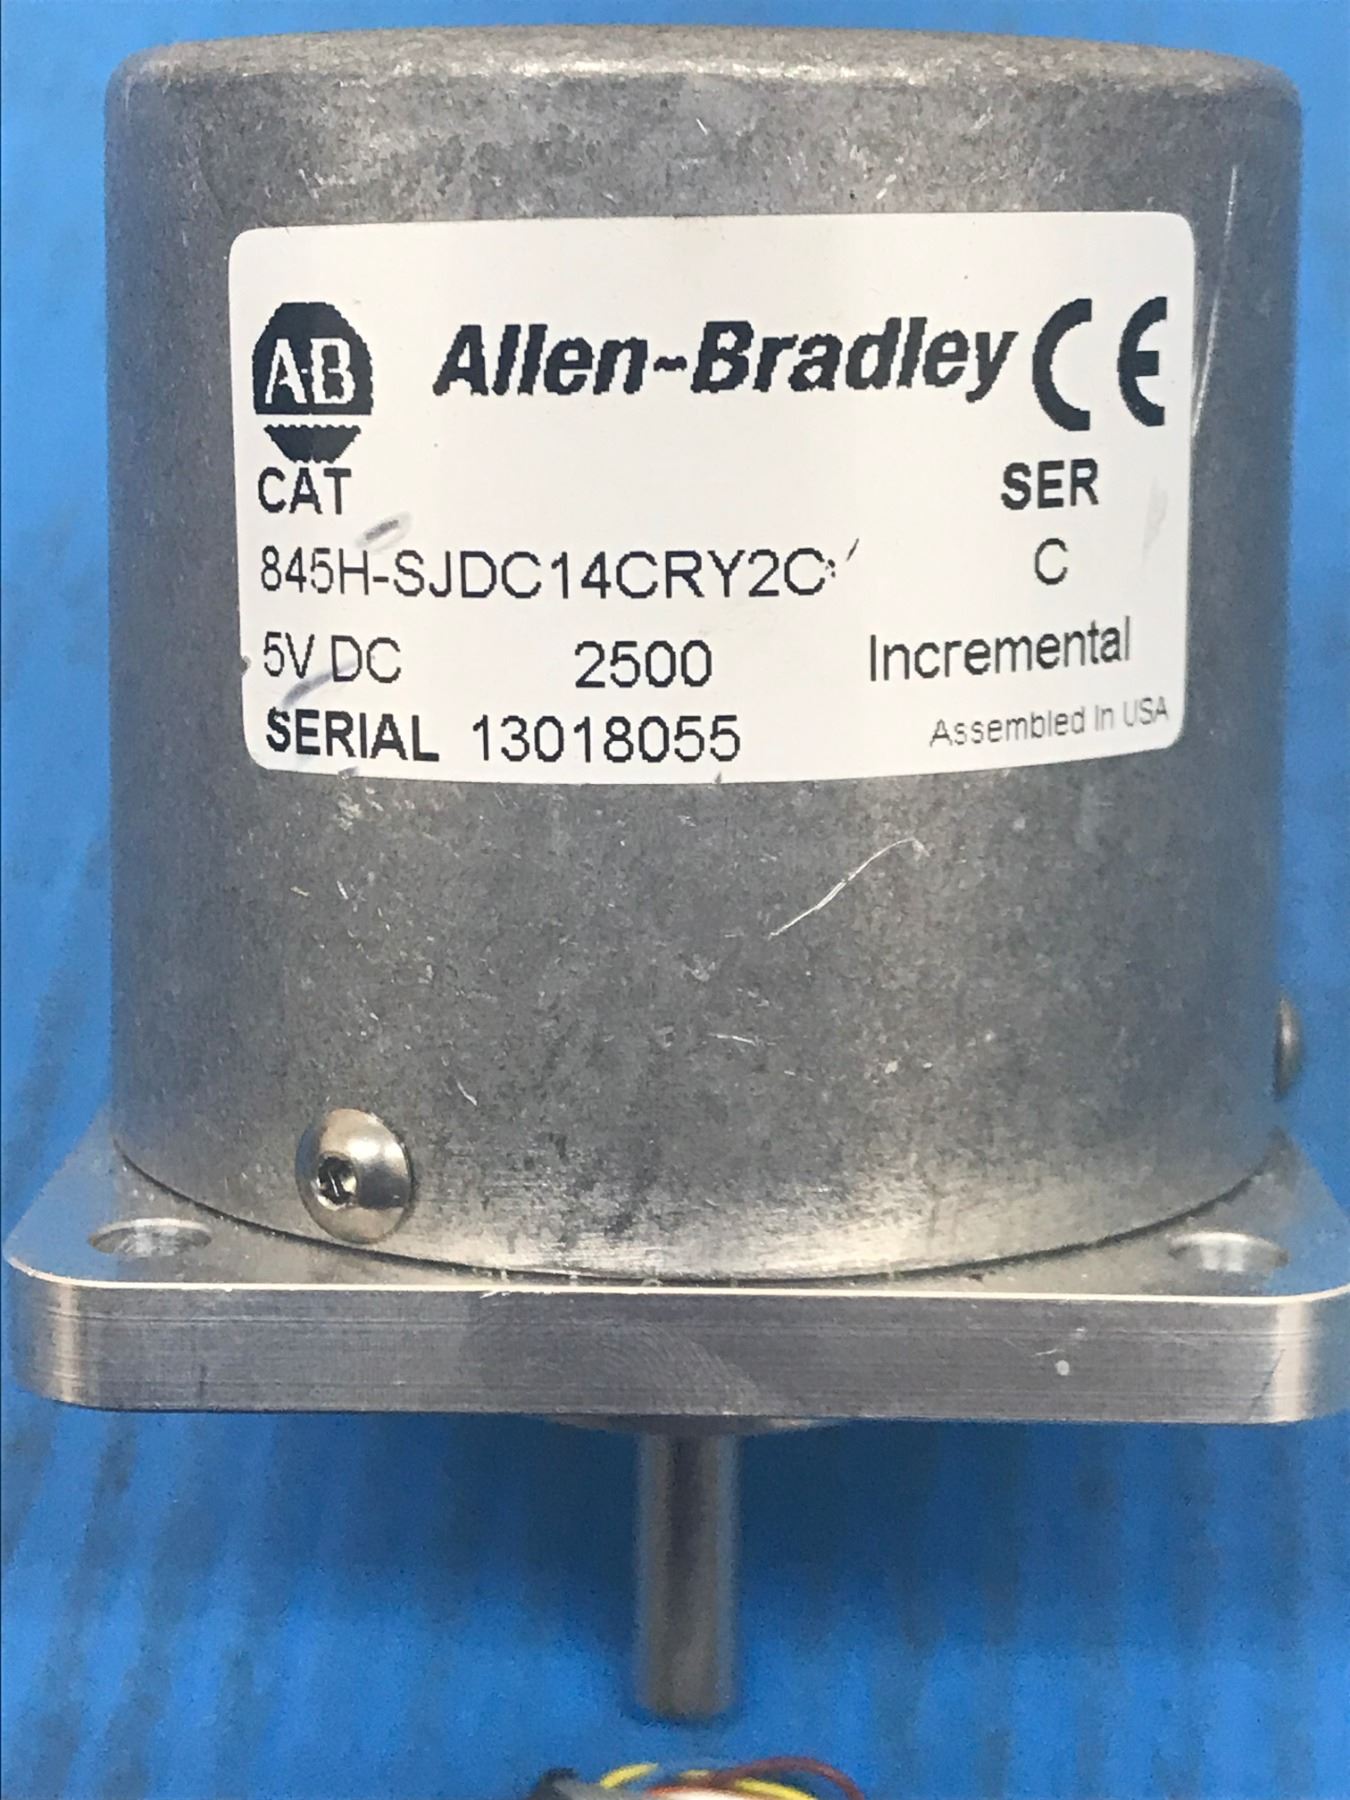 AB Allen-Bradley CE
CAT SER
845H-SJDC14CRY2C C
5V DC 2500 Incremental
SERIAL 13018055 Assembled In USA